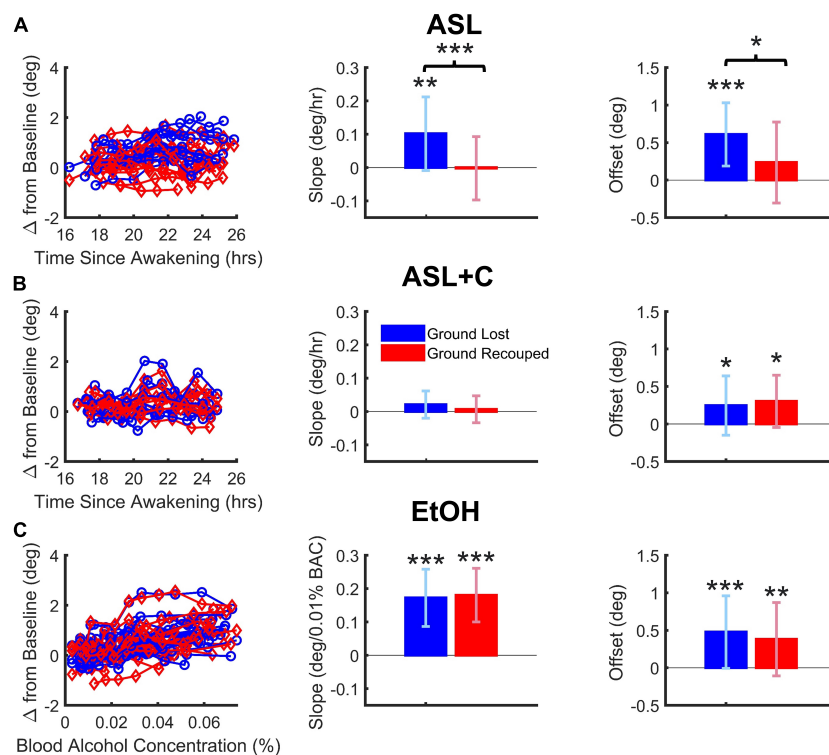 A
ASL
Δ from Baseline (deg)
4
2
0
-2
16 18 20 22 24 26
Time Since Awakening (hrs)
Slope (deg/hr)
0.3
0.2
0.1
0
-0.1
**
***
Offset (deg)
1.5
1
0.5
0
-0.5
***
*
B
ASL+C
Δ from Baseline (deg)
4
2
0
-2
16 18 20 22 24 26
Time Since Awakening (hrs)
Slope (deg/hr)
0.3
0.2
0.1
0
-0.1
Ground Lost
Ground Recouped
Offset (deg)
1.5
1
0.5
0
-0.5
* *
C
EtOH
Δ from Baseline (deg)
4
2
0
-2
0 0.02 0.04 0.06
Blood Alcohol Concentration (%)
Slope (deg/0.01% BAC)
0.3
0.2
0.1
0
-0.1
*** ***
Offset (deg)
1.5
1
0.5
0
-0.5
*** **